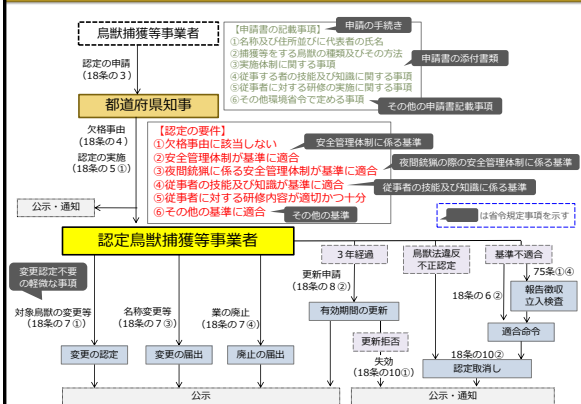 鳥獣捕獲等事業者
【申請書の記載事項】
申請の手続き
①名称及び住所並びに代表者の氏名
②捕獲等をする鳥獣の種類及びその方法
③実施体制に関する事項
申請書の添付書類
④従事する者の技能及び知識に関する事項
⑤従事者に対する研修の実施に関する事項
⑥その他環境省令で定める事項
その他の申請書記載事項
認定の申請
(18条の3)
都道府県知事
欠格事由
(18条の4)
認定の実施
(18条の5①)
【認定の要件】
①欠格事由に該当しない
安全管理体制に係る基準
②安全管理体制が基準に適合
③夜間銃猟に係る安全管理体制が基準に適合
夜間銃猟の際の安全管理体制に係る基準
④従事者の技能及び知識が基準に適合
従事者の技能及び知識に係る基準
⑤従事者に対する研修内容が適切かつ十分
⑥その他の基準に適合
その他の基準
公示・通知
は省令規定事項を示す
認定鳥獣捕獲等事業者
変更認定不要
の軽微な事項
対象鳥獣の変更等
(18条の7①)
変更の認定
名称変更等
(18条の7③)
変更の届出
業の廃止
(18条の7④)
廃止の届出
3年経過
更新申請
(18条の8②)
有効期間の更新
更新拒否
失効
(18条の10①)
鳥獣法違反
不正認定
基準不適合
75条①④
18条の6②
報告徴収
立入検査
適合命令
18条の10②
認定取消し
公示
公示・通知